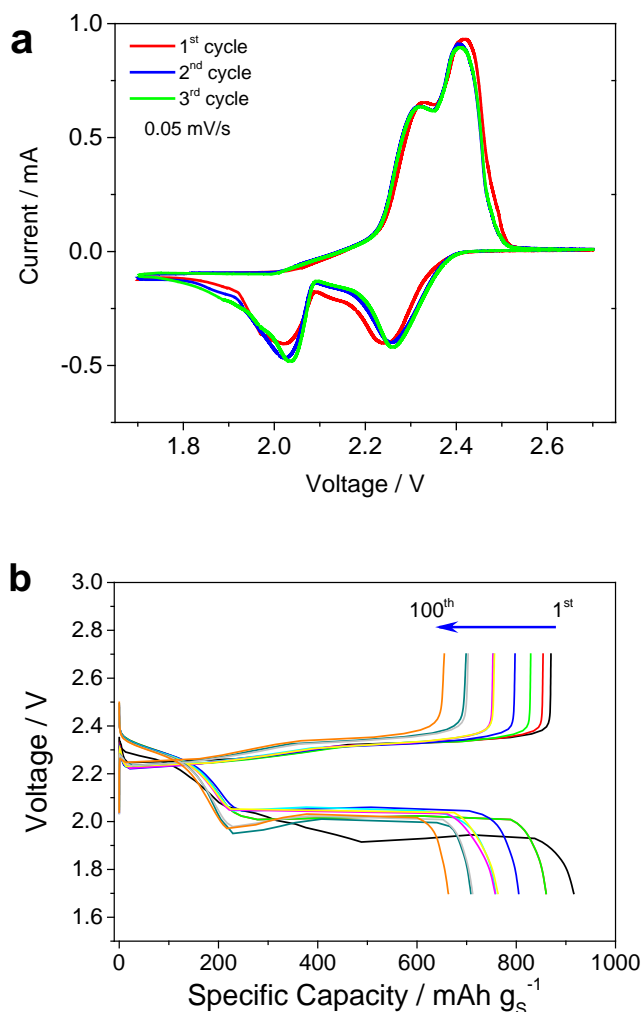 a
1st cycle
2nd cycle
3rd cycle
0.05 mV/s
1.0
0.5
0.0
-0.5
Current / mA
1.8 2.0 2.2 2.4 2.6
Voltage / V
b
100th 1st
3.0
2.8
2.6
2.4
2.2
2.0
1.8
1.6
Voltage / V
0 200 400 600 800 1000
Specific Capacity / mAh gS-1